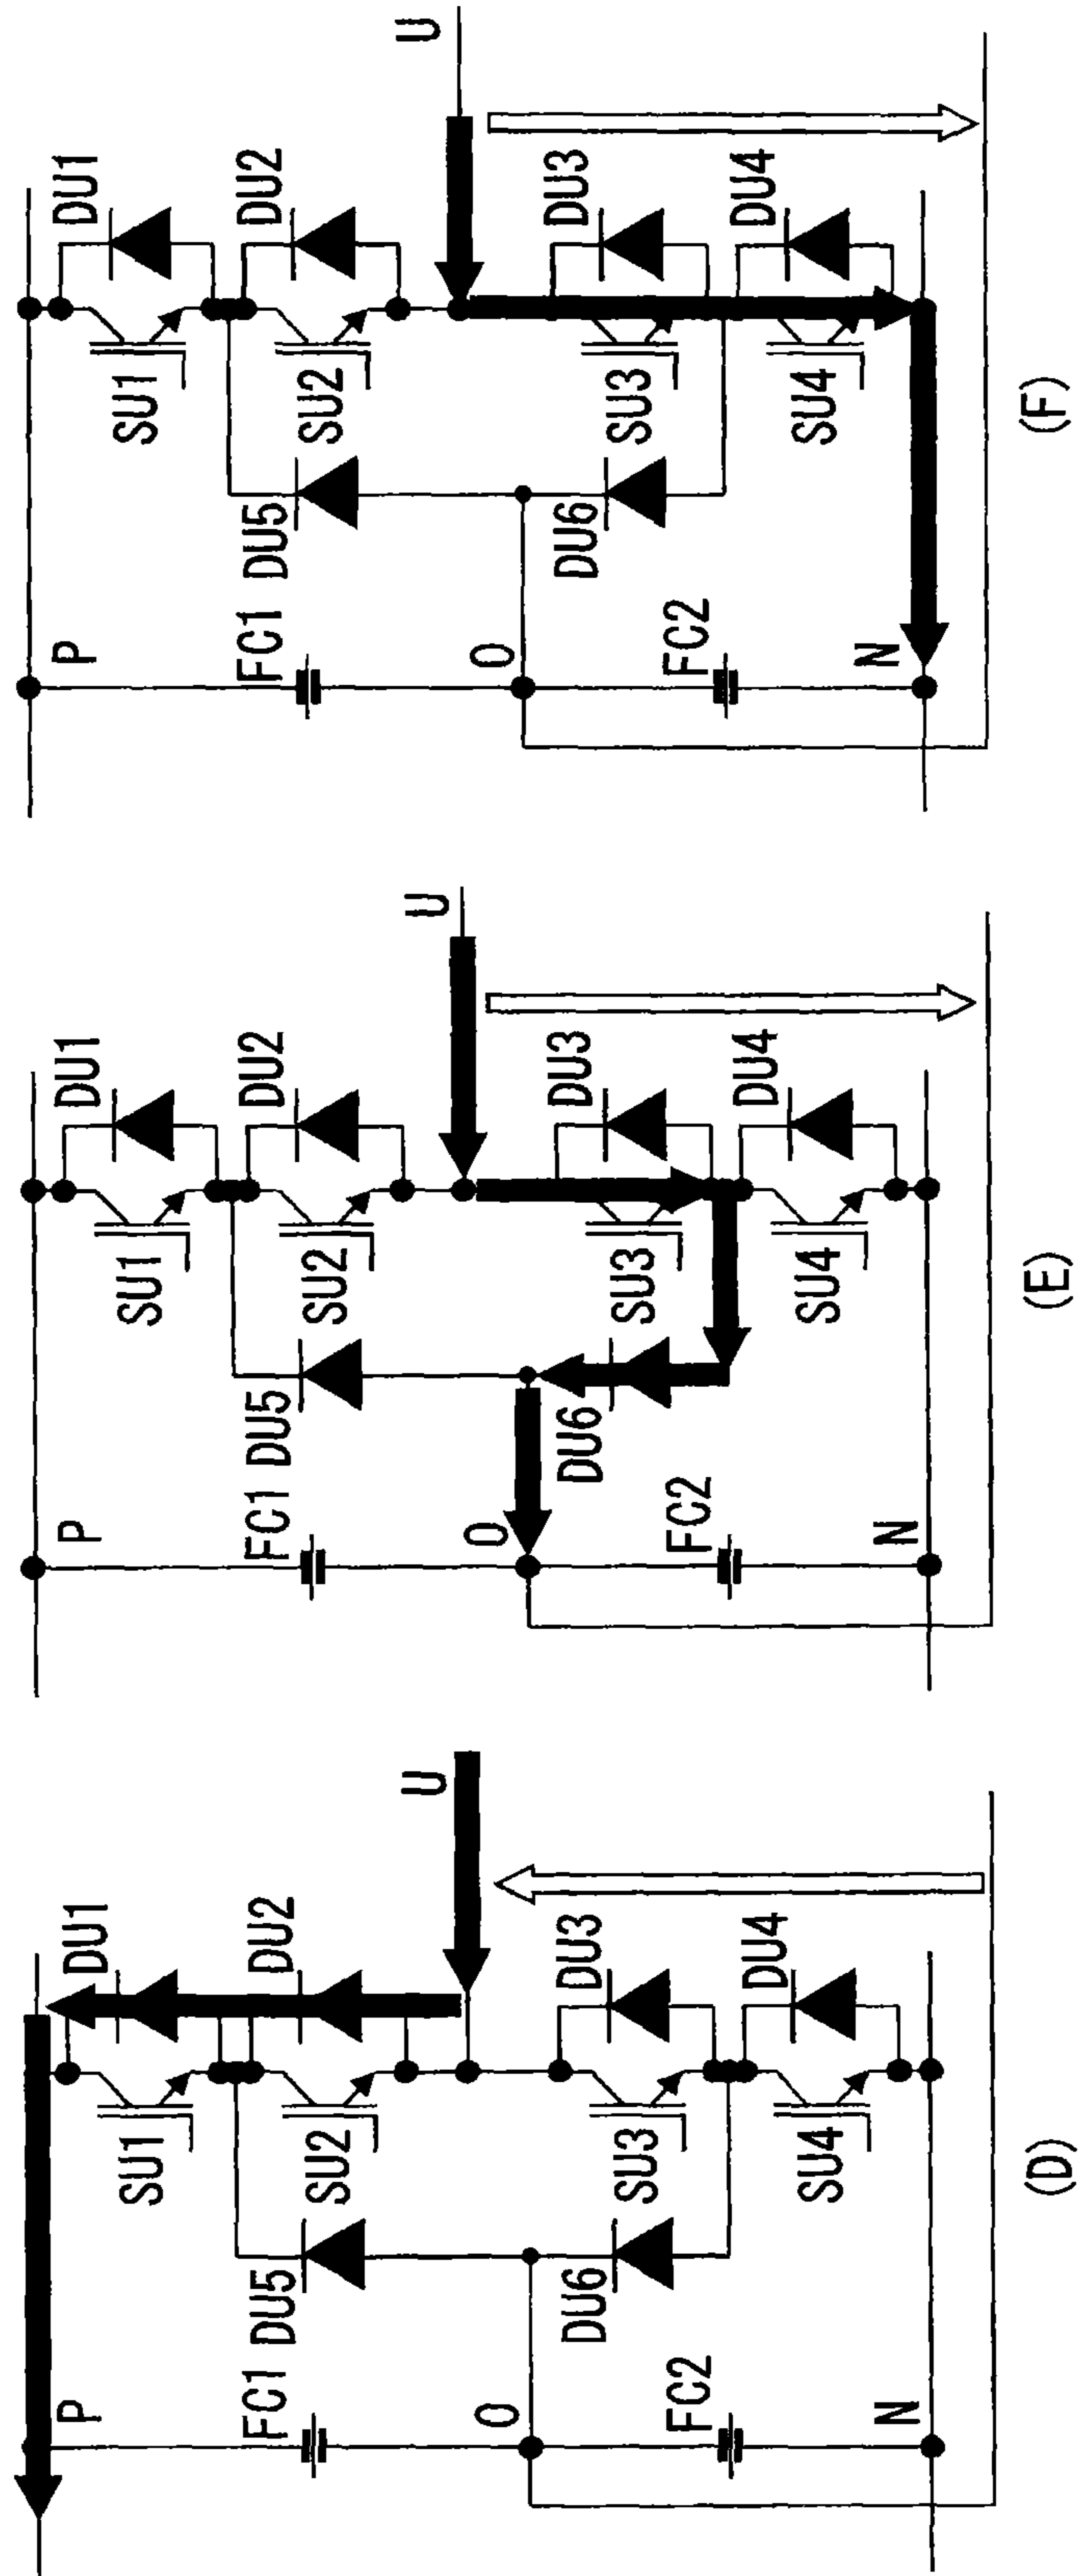 P
DU1
SU1
DU2
FC1 DU5
SU2
U
O
DU3
DU6
SU3
FC2
DU4
SU4
N
(D)
P
DU1
SU1
DU2
FC1 DU5
SU2
U
O
DU3
DU6
SU3
FC2
DU4
SU4
N
(E)
P
DU1
SU1
DU2
FC1 DU5
SU2
U
O
DU3
DU6
SU3
FC2
DU4
SU4
N
(F)